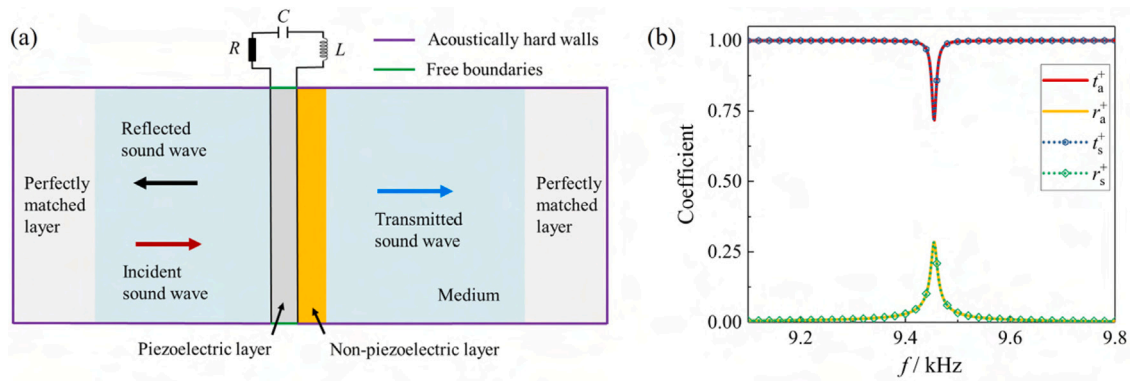 (a)
C
R
L
Acoustically hard walls
Free boundaries
Reflected
sound wave
Perfectly
matched
layer
Incident
sound wave
Transmitted
sound wave
Medium
Perfectly
matched
layer
Piezoelectric layer
Non-piezoelectric layer
(b)
Coefficient
1.00
0.75
0.50
0.25
0.00
9.2
9.4
9.6
9.8
f / kHz
t_a^+
r_a^+
t_s^+
r_s^+